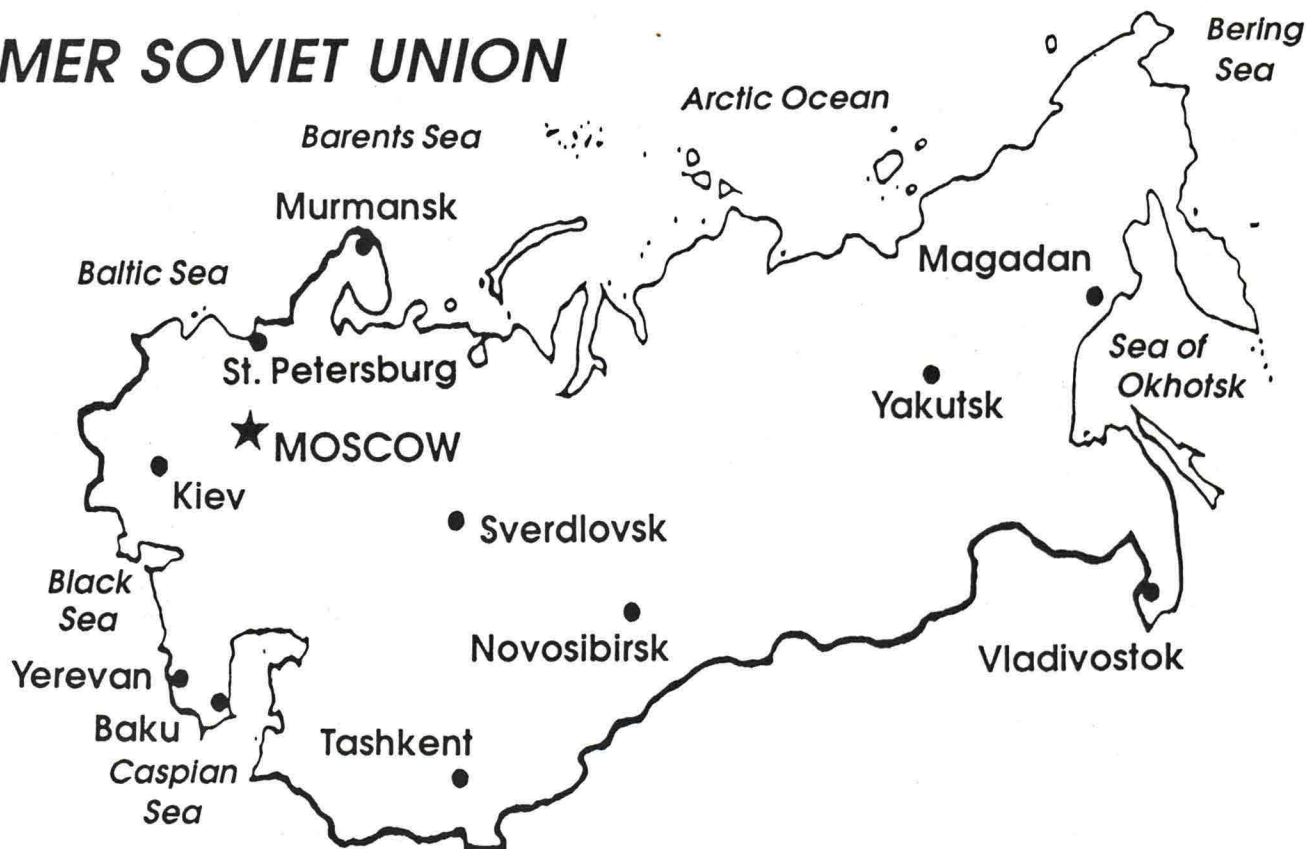 MER SOVIET UNION
Bering
Sea
Arctic Ocean
Barents Sea
Murmansk
Baltic Sea
Magadan
St. Petersburg
Sea of
Okhotsk
Yakutsk
MOSCOW
Kiev
Sverdlovsk
Black
Sea
Novosibirsk
Vladivostok
Yerevan
Baku
Tashkent
Caspian
Sea